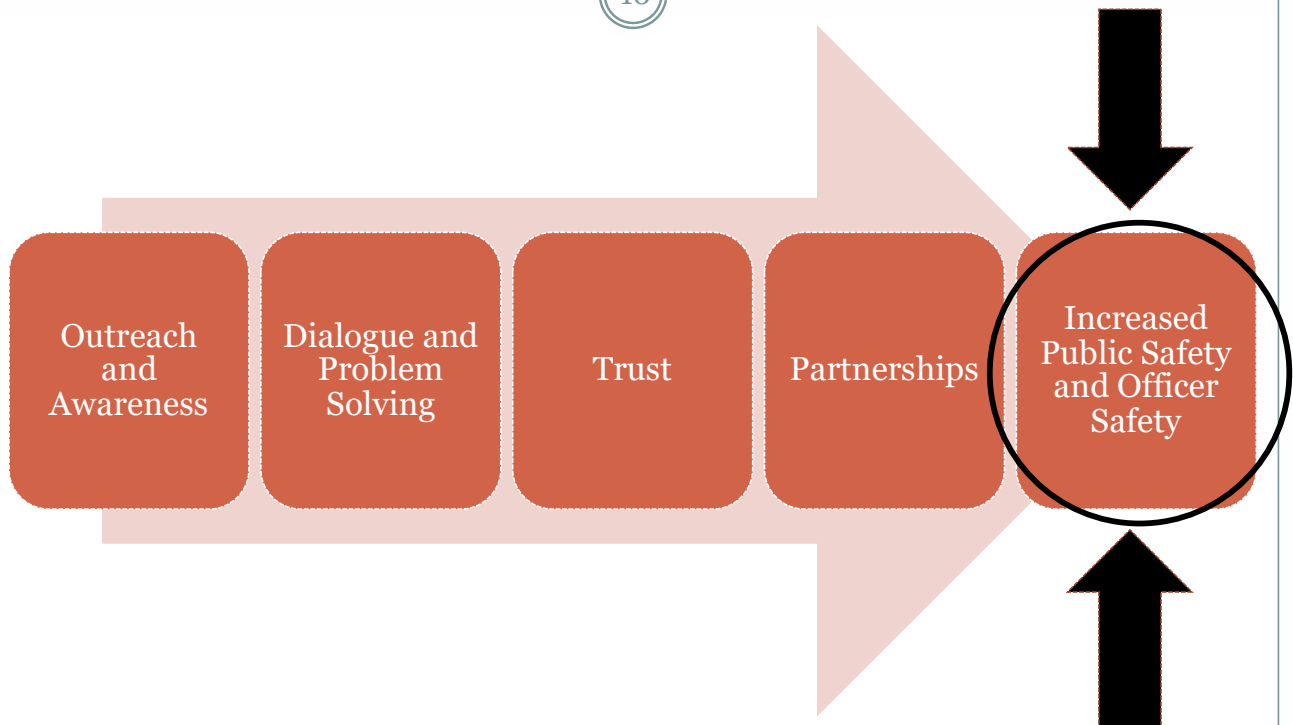 Outreach
and
Awareness
Dialogue and
Problem
Solving
Trust
Partnerships
Increased
Public Safety
and Officer
Safety